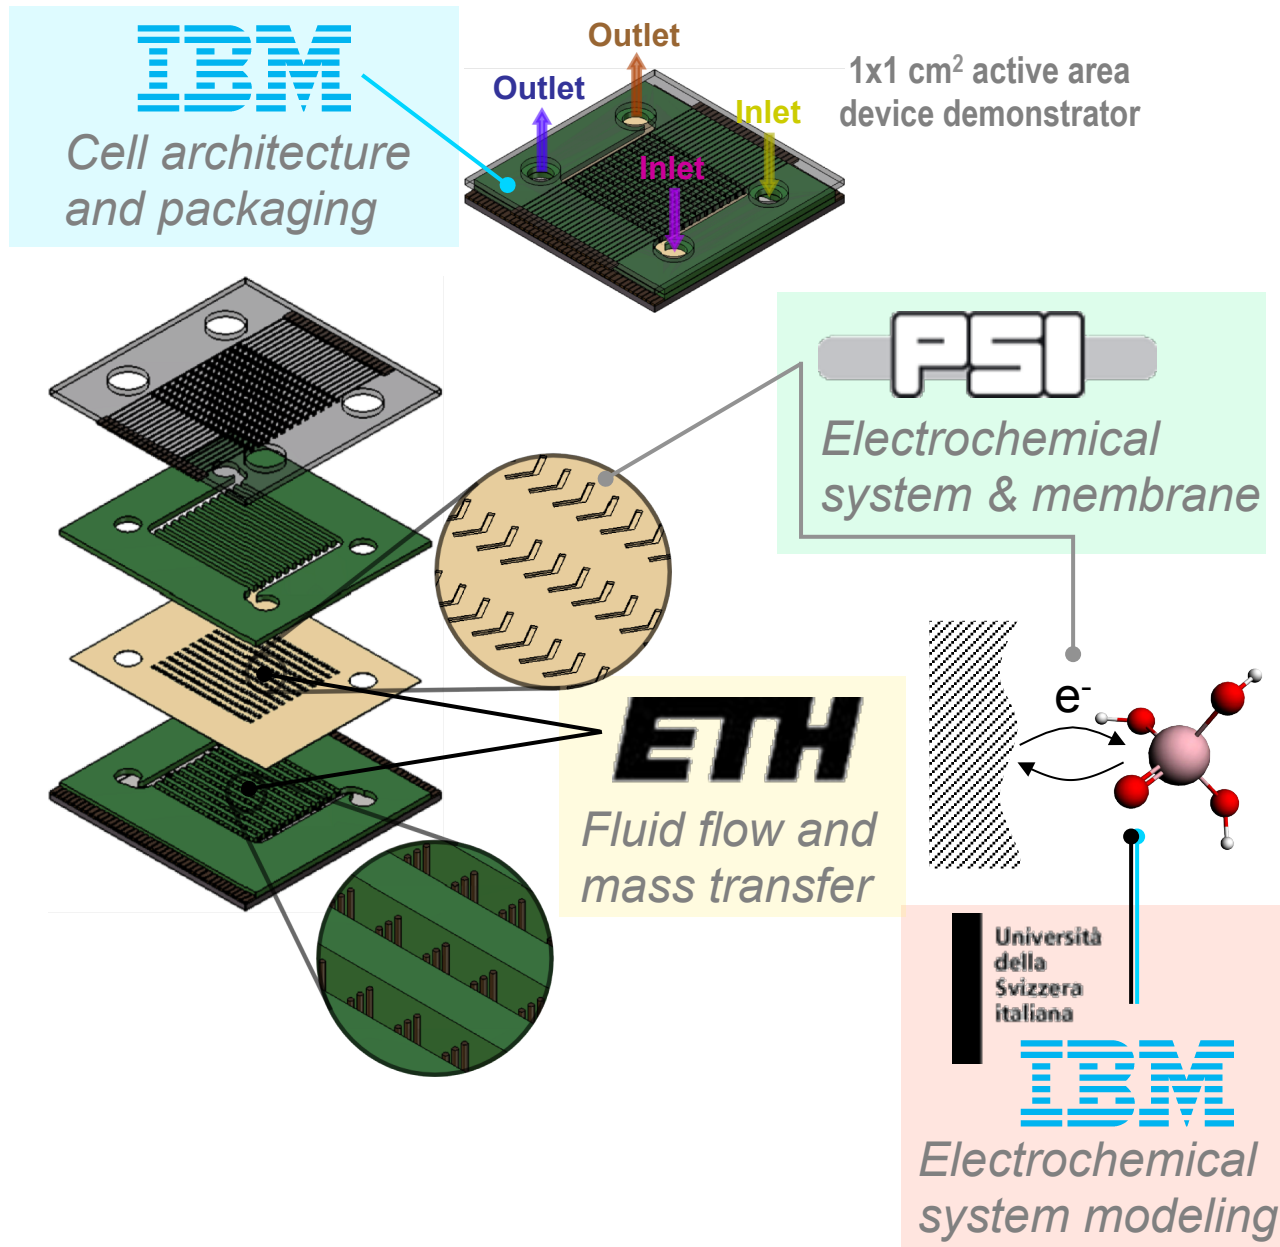 IBM
Cell architecture
and packaging
Outlet
Outlet
Inlet
Inlet
1x1 cm² active area
device demonstrator
PSI
Electrochemical
system & membrane
ETH
Fluid flow and
mass transfer
e⁻
Università
della
Svizzera
italiana
IBM
Electrochemical
system modeling